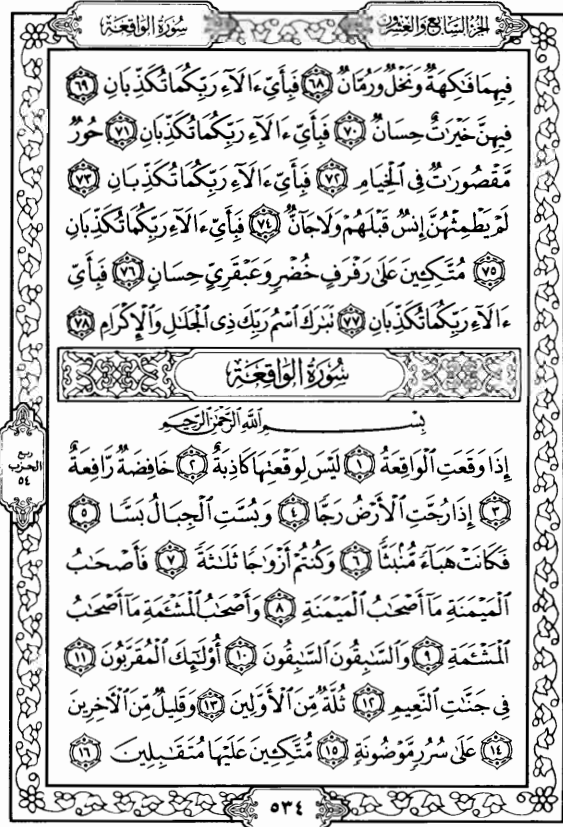 الجزء السابع والعشرون
سورة الواقعة
فِيهِمَا فَٰكِهَةٌ وَنَخْلٌ وَرُمَّانٌ ٦٨ فَبِأَىِّ ءَالَآءِ رَبِّكُمَا تُكَذِّبَانِ ٦٩
فِيهِنَّ خَيْرَٰتٌ حِسَانٌ ٧٠ فَبِأَىِّ ءَالَآءِ رَبِّكُمَا تُكَذِّبَانِ ٧١ حُورٌ
مَّقْصُورَٰتٌ فِى ٱلْخِيَامِ ٧٢ فَبِأَىِّ ءَالَآءِ رَبِّكُمَا تُكَذِّبَانِ ٧٣
لَمْ يَطْمِثْهُنَّ إِنسٌ قَبْلَهُمْ وَلَا جَآنٌّ ٧٤ فَبِأَىِّ ءَالَآءِ رَبِّكُمَا تُكَذِّبَانِ
٧٥ مُتَّكِـِٔينَ عَلَىٰ رَفْرَفٍ خُضْرٍ وَعَبْقَرِىٍّ حِسَانٍ ٧٦ فَبِأَىِّ
ءَالَآءِ رَبِّكُمَا تُكَذِّبَانِ ٧٧ تَبَٰرَكَ ٱسْمُ رَبِّكَ ذِى ٱلْجَلَٰلِ وَٱلْإِكْرَامِ ٧٨
سُورَةُ الوَاقِعَة
بِسْمِ ٱللَّهِ ٱلرَّحْمَٰنِ ٱلرَّحِيمِ
إِذَا وَقَعَتِ ٱلْوَاقِعَةُ ١ لَيْسَ لِوَقْعَتِهَا كَاذِبَةٌ ٢ خَافِضَةٌ رَّافِعَةٌ
٣ إِذَا رُجَّتِ ٱلْأَرْضُ رَجًّا ٤ وَبُسَّتِ ٱلْجِبَالُ بَسًّا ٥
فَكَانَتْ هَبَآءً مُّنۢبَثًّا ٦ وَكُنتُمْ أَزْوَٰجًا ثَلَٰثَةً ٧ فَأَصْحَٰبُ
ٱلْمَيْمَنَةِ مَآ أَصْحَٰبُ ٱلْمَيْمَنَةِ ٨ وَأَصْحَٰبُ ٱلْمَشْـَٔمَةِ مَآ أَصْحَٰبُ
ٱلْمَشْـَٔمَةِ ٩ وَٱلسَّٰبِقُونَ ٱلسَّٰبِقُونَ ١٠ أُو۟لَٰٓئِكَ ٱلْمُقَرَّبُونَ ١١
فِى جَنَّٰتِ ٱلنَّعِيمِ ١٢ ثُلَّةٌ مِّنَ ٱلْأَوَّلِينَ ١٣ وَقَلِيلٌ مِّنَ ٱلْـَٔاخِرِينَ
١٤ عَلَىٰ سُرُرٍ مَّوْضُونَةٍ ١٥ مُّتَّكِـِٔينَ عَلَيْهَا مُتَقَٰبِلِينَ ١٦
ربع
الحزب
٥٤
٥٣٤